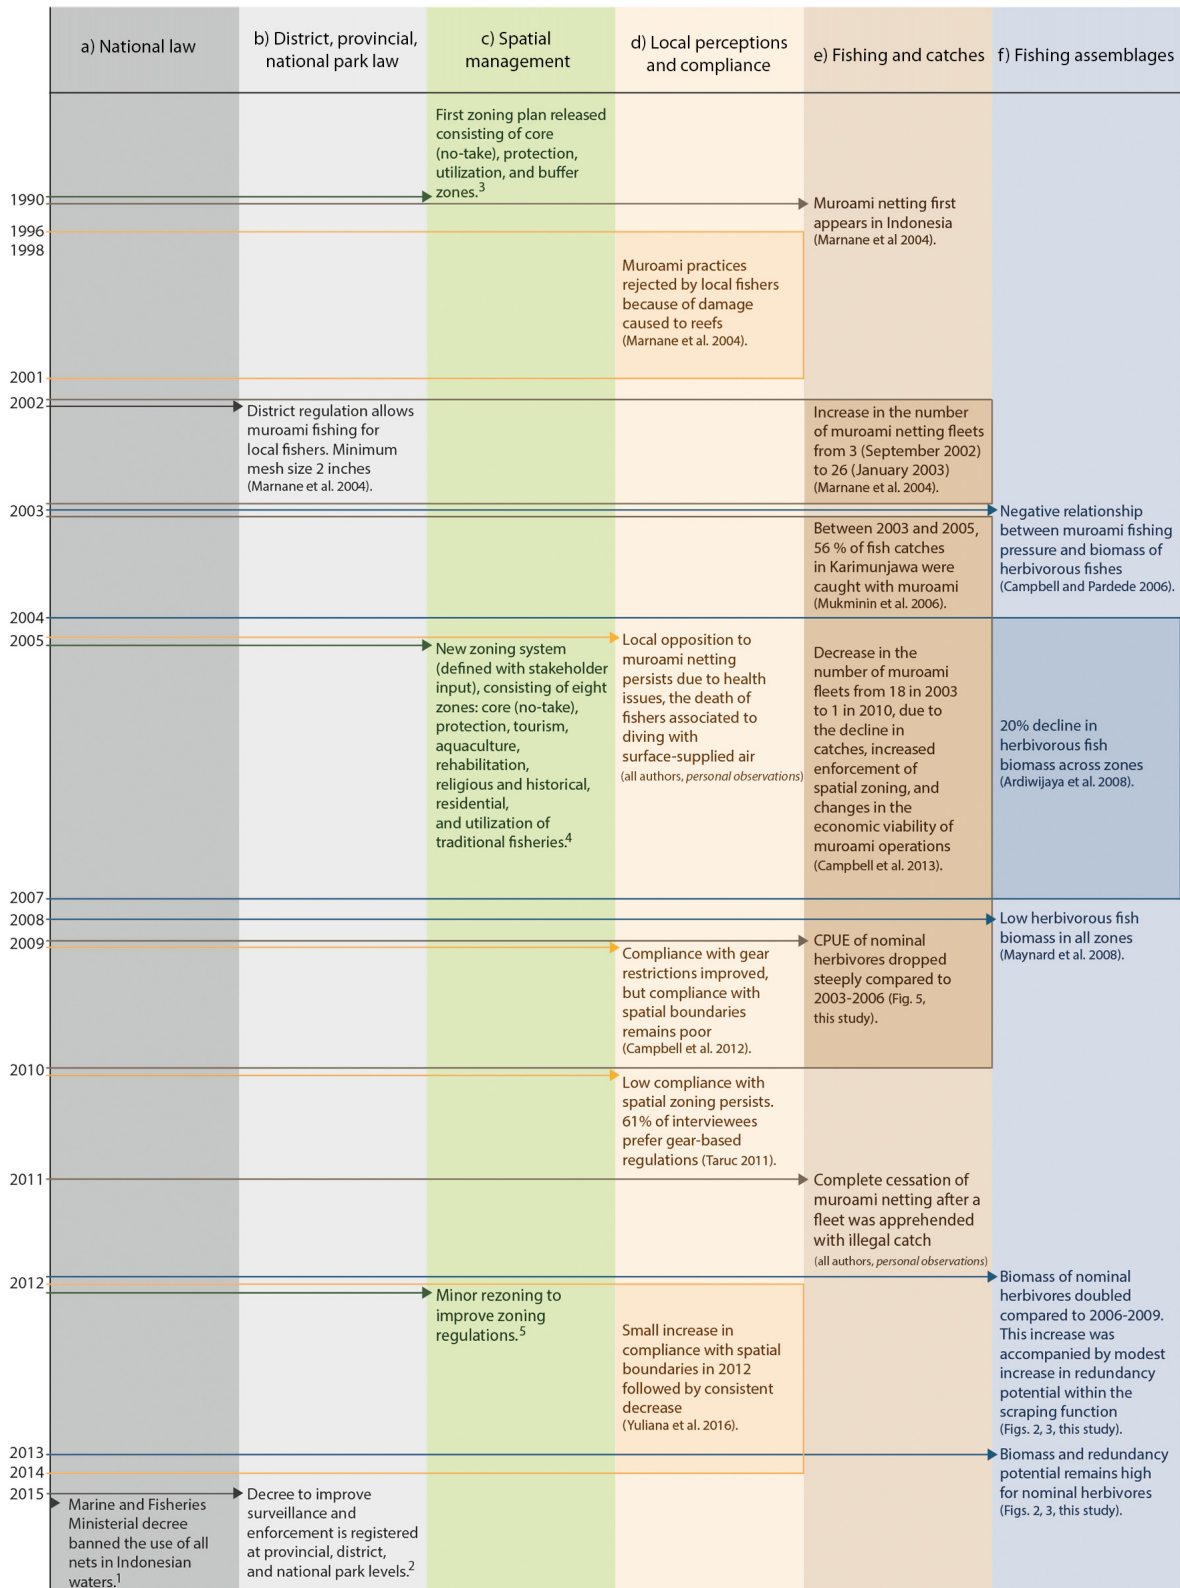 a) National law
b) District, provincial,
national park law
c) Spatial
management
d) Local perceptions
and compliance
e) Fishing and catches
f) Fishing assemblages
First zoning plan released
consisting of core
(no-take), protection,
utilization, and buffer
zones.3
1990
Muroami netting first
appears in Indonesia
(Marnane et al 2004).
1996
1998
Muroami practices
rejected by local fishers
because of damage
caused to reefs
(Marnane et al. 2004).
2001
2002
District regulation allows
muroami fishing for
local fishers. Minimum
mesh size 2 inches
(Marnane et al. 2004).
Increase in the number
of muroami netting fleets
from 3 (September 2002)
to 26 (January 2003)
(Marnane et al. 2004).
2003
Negative relationship
between muroami fishing
pressure and biomass of
herbivorous fishes
(Campbell and Pardede 2006).
Between 2003 and 2005,
56 % of fish catches
in Karimunjawa were
caught with muroami
(Mukminin et al. 2006).
2004
2005
New zoning system
(defined with stakeholder
input), consisting of eight
zones: core (no-take),
protection, tourism,
aquaculture,
rehabilitation,
religious and historical,
residential,
and utilization of
traditional fisheries.4
Local opposition to
muroami netting
persists due to health
issues, the death of
fishers associated to
diving with
surface-supplied air
(all authors, personal observations)
Decrease in the
number of muroami
fleets from 18 in 2003
to 1 in 2010, due to
the decline in
catches, increased
enforcement of
spatial zoning, and
changes in the
economic viability of
muroami operations
(Campbell et al. 2013).
20% decline in
herbivorous fish
biomass across zones
(Ardiwijaya et al. 2008).
2007
2008
Low herbivorous fish
biomass in all zones
(Maynard et al. 2008).
2009
Compliance with gear
restrictions improved,
but compliance with
spatial boundaries
remains poor
(Campbell et al. 2012).
CPUE of nominal
herbivores dropped
steeply compared to
2003-2006 (Fig. 5,
this study).
2010
Low compliance with
spatial zoning persists.
61% of interviewees
prefer gear-based
regulations (Taruc 2011).
2011
Complete cessation of
muroami netting after a
fleet was apprehended
with illegal catch
(all authors, personal observations)
2012
Minor rezoning to
improve zoning
regulations.5
Small increase in
compliance with spatial
boundaries in 2012
followed by consistent
decrease
(Yuliana et al. 2016).
Biomass of nominal
herbivores doubled
compared to 2006-2009.
This increase was
accompanied by modest
increase in redundancy
potential within the
scraping function
(Figs. 2, 3, this study).
2013
Biomass and redundancy
potential remains high
for nominal herbivores
(Figs. 2, 3, this study).
2014
2015
Marine and Fisheries
Ministerial decree
banned the use of all
nets in Indonesian
waters.1
Decree to improve
surveillance and
enforcement is registered
at provincial, district,
and national park levels.2